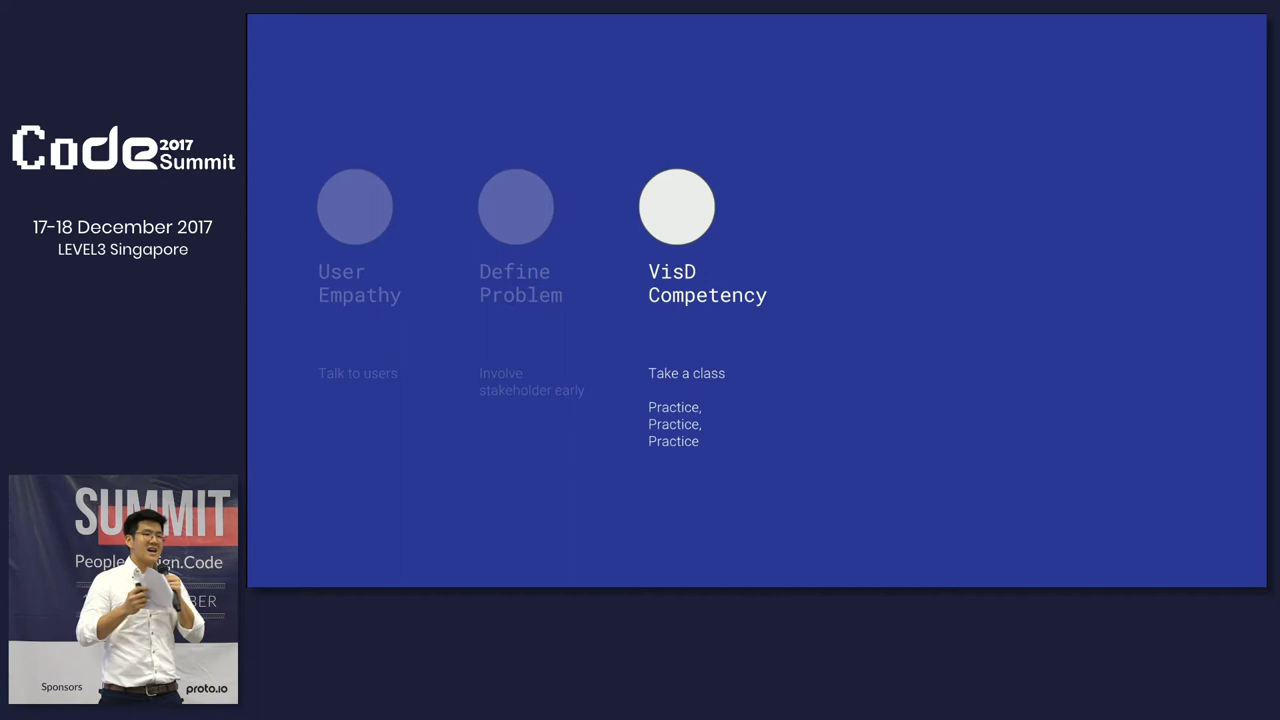 Code 2017 Summit
17-18 December 2017
LEVEL3 Singapore
User
Empathy
Talk to users
Define
Problem
Involve
stakeholder early
VisD
Competency
Take a class
Practice,
Practice,
Practice
SUMMIT
Sponsors
proto.io